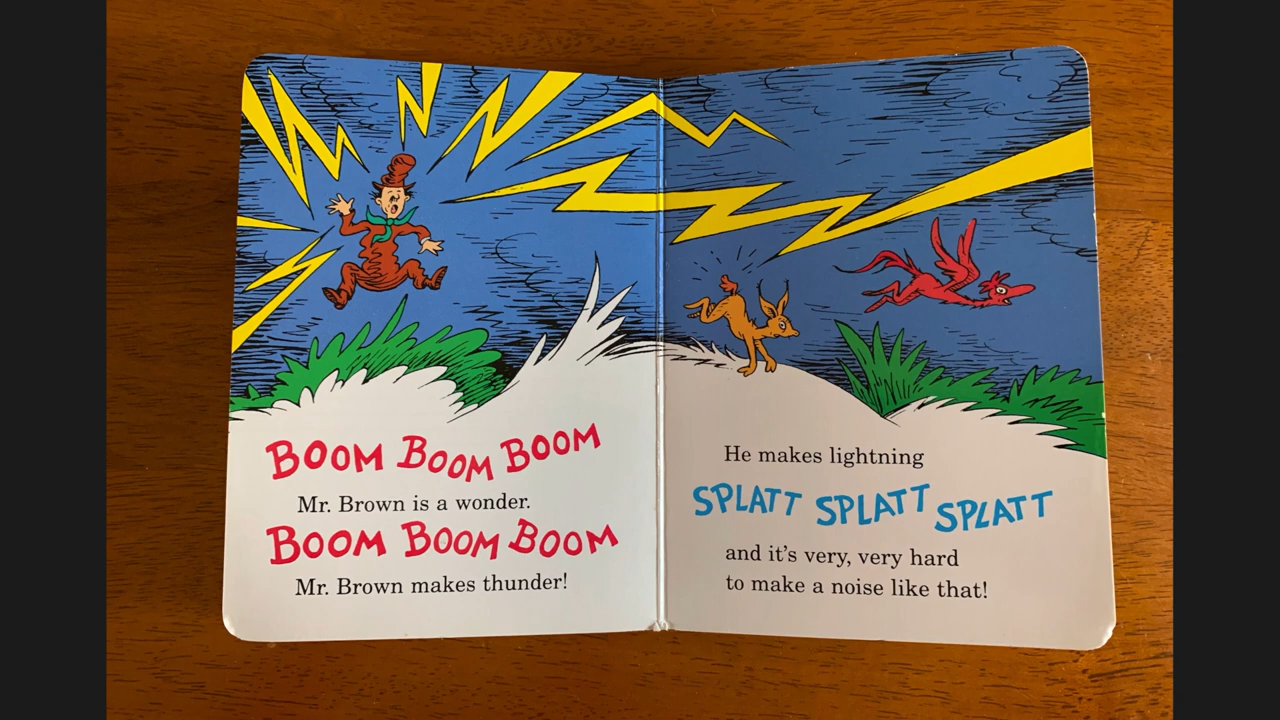 BOOM BOOM BOOM
Mr. Brown is a wonder.
BOOM BOOM BOOM
Mr. Brown makes thunder!
He makes lightning
SPLATT SPLATT SPLATT
and it's very, very hard
to make a noise like that!